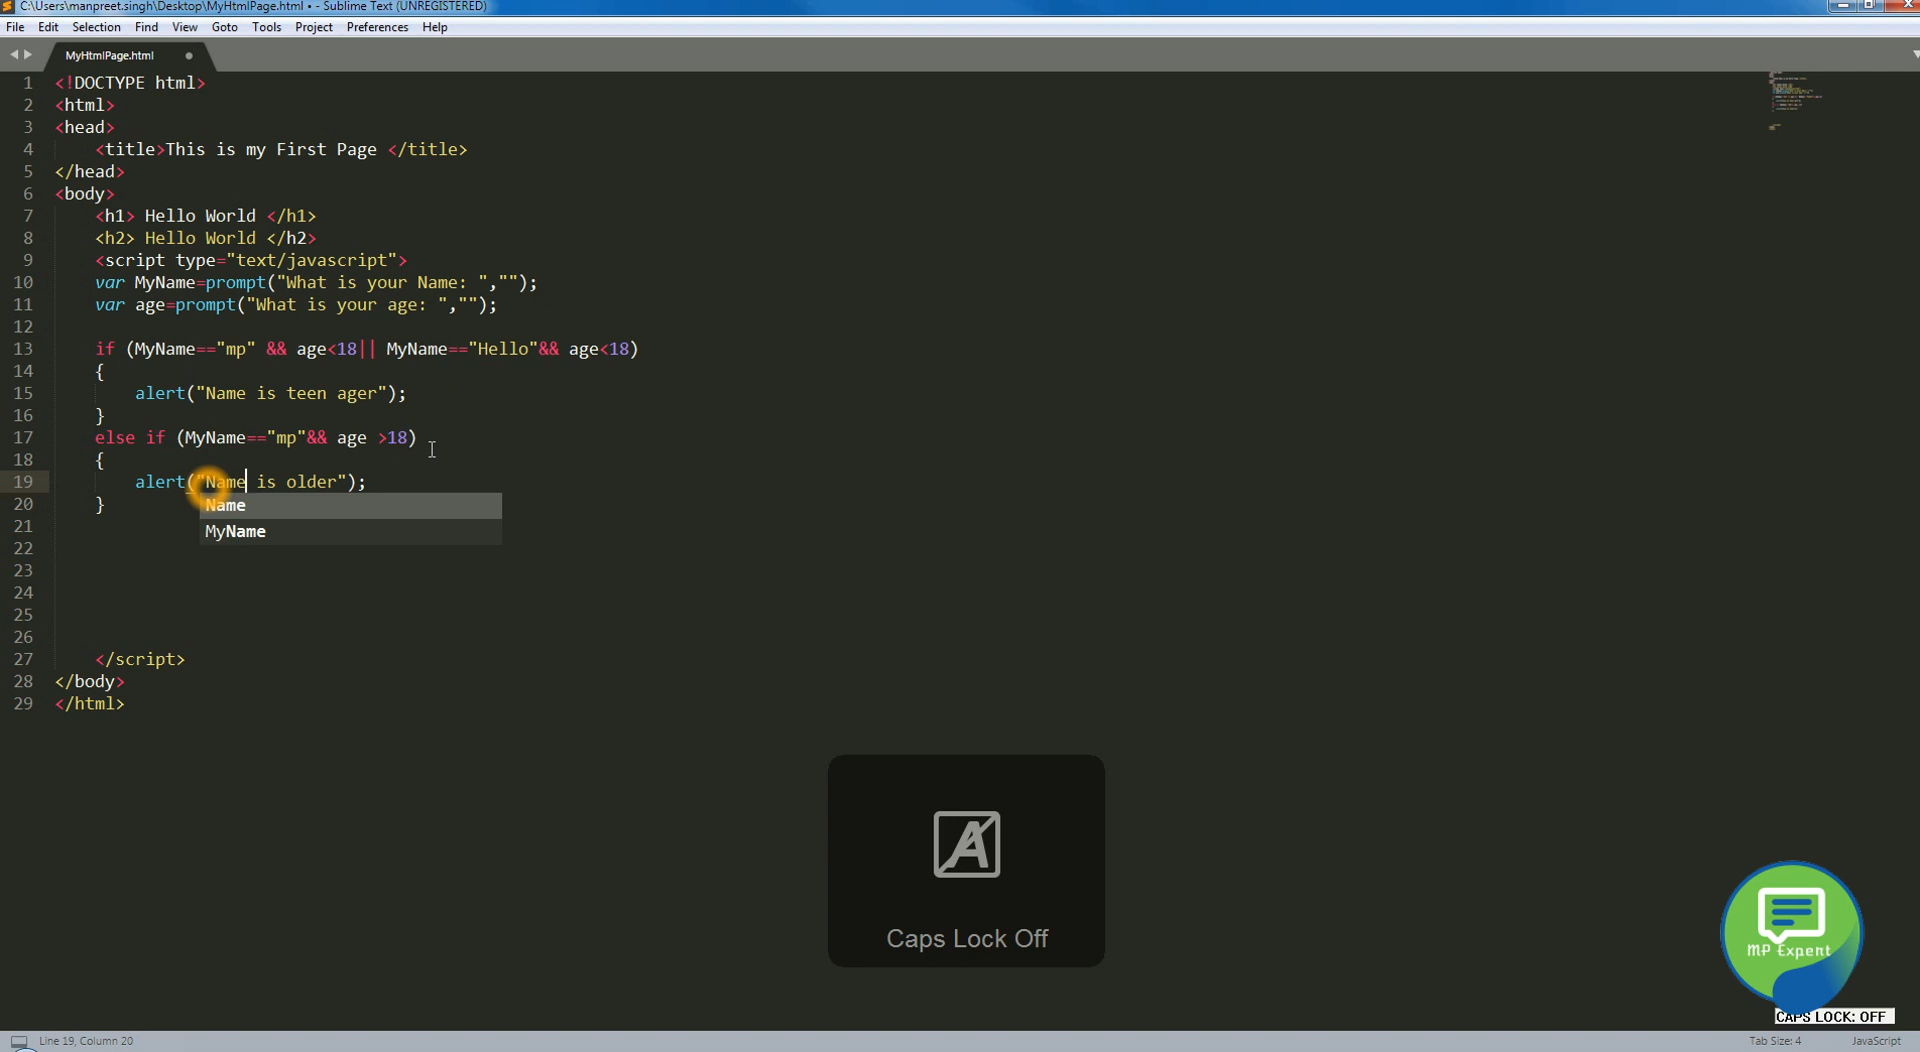 C:\Users\manpreet.singh\Desktop\MyHtmlPage.html • - Sublime Text (UNREGISTERED)
File Edit Selection Find View Goto Tools Project Preferences Help
MyHtmlPage.html
1 <!DOCTYPE html>
2 <html>
3 <head>
4 <title>This is my First Page </title>
5 </head>
6 <body>
7 <h1> Hello World </h1>
8 <h2> Hello World </h2>
9 <script type="text/javascript">
10 var MyName=prompt("What is your Name: ","");
11 var age=prompt("What is your age: ","");
12
13 if (MyName=="mp" && age<18|| MyName=="Hello"&& age<18)
14 {
15 alert("Name is teen ager");
16 }
17 else if (MyName=="mp"&& age >18)
18 {
19 alert("Name is older");
20 }
Name
21
MyName
22
23
24
25
26
27 </script>
28 </body>
29 </html>
A
Caps Lock Off
MP Expert
CAPS LOCK: OFF
Line 19, Column 20
Tab Size: 4
JavaScript